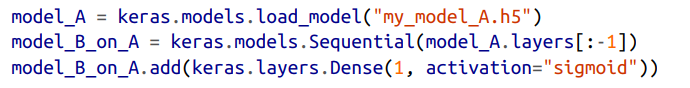 model_A = keras.models.load_model("my_model_A.h5")
model_B_on_A = keras.models.Sequential(model_A.layers[:-1])
model_B_on_A.add(keras.layers.Dense(1, activation="sigmoid"))